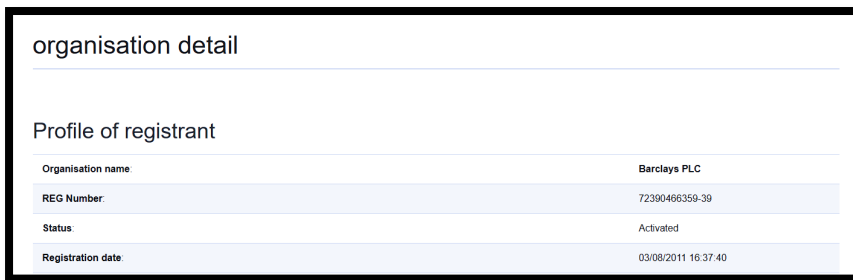 organisation detail
Profile of registrant
Organisation name: Barclays PLC
REG Number: 72390466359-39
Status: Activated
Registration date: 03/08/2011 16:37:40